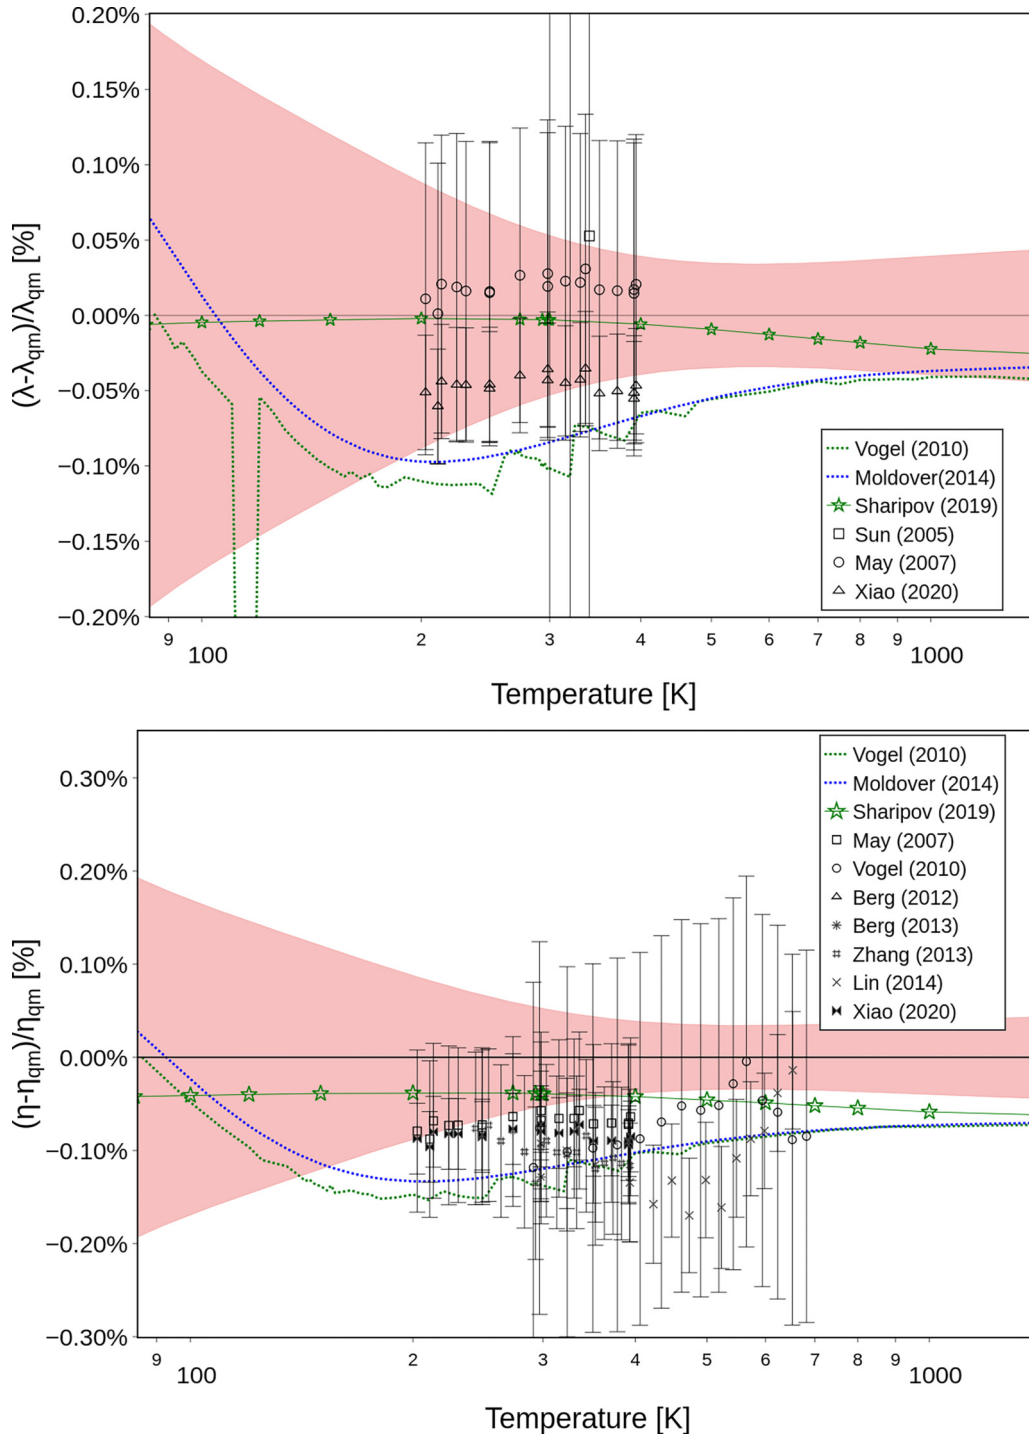 0.20%
0.15%
0.10%
0.05%
0.00%
−0.05%
−0.10%
−0.15%
−0.20%
(λ-λqm)/λqm [%]
Vogel (2010)
Moldover(2014)
Sharipov (2019)
Sun (2005)
May (2007)
Xiao (2020)
9 2 3 4 5 6 7 8 9
100 1000
Temperature [K]
0.30%
0.20%
0.10%
0.00%
−0.10%
−0.20%
−0.30%
(η-ηqm)/ηqm [%]
Vogel (2010)
Moldover (2014)
Sharipov (2019)
May (2007)
Vogel (2010)
Berg (2012)
Berg (2013)
Zhang (2013)
Lin (2014)
Xiao (2020)
9 2 3 4 5 6 7 8 9
100 1000
Temperature [K]